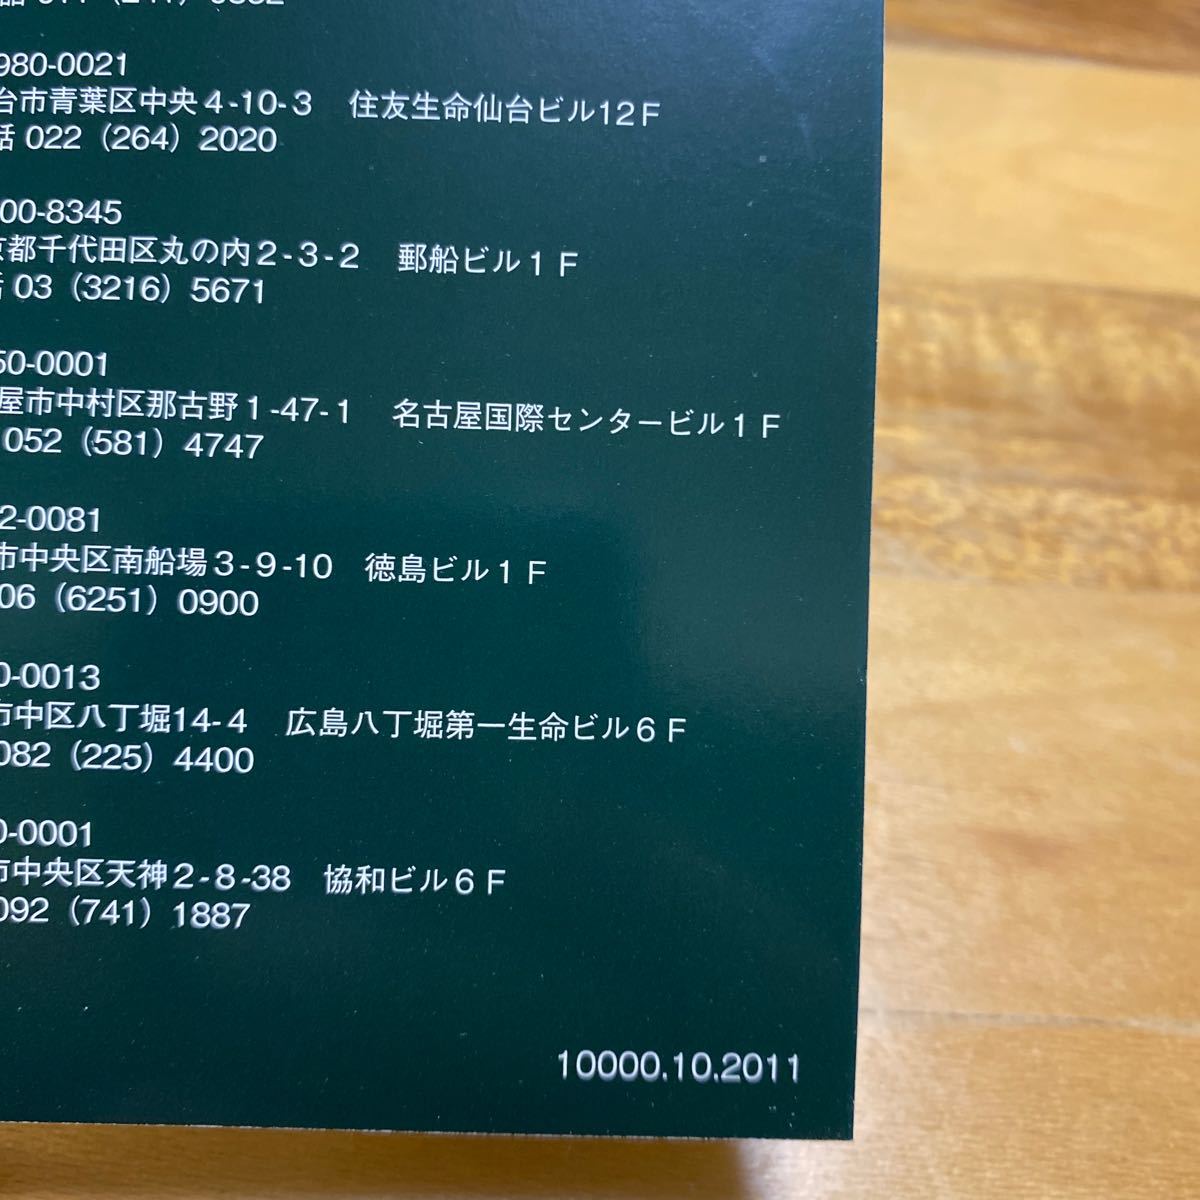 980-0021
台市青葉区中央4-10-3　住友生命仙台ビル12F
話 022（264）2020
00-8345
京都千代田区丸の内2-3-2　郵船ビル1F
話 03（3216）5671
50-0001
屋市中村区那古野1-47-1　名古屋国際センタービル1F
052（581）4747
2-0081
市中央区南船場3-9-10　徳島ビル1F
06（6251）0900
0-0013
市中区八丁堀14-4　広島八丁堀第一生命ビル6F
082（225）4400
0-0001
市中央区天神2-8-38　協和ビル6F
092（741）1887
10000.10.2011